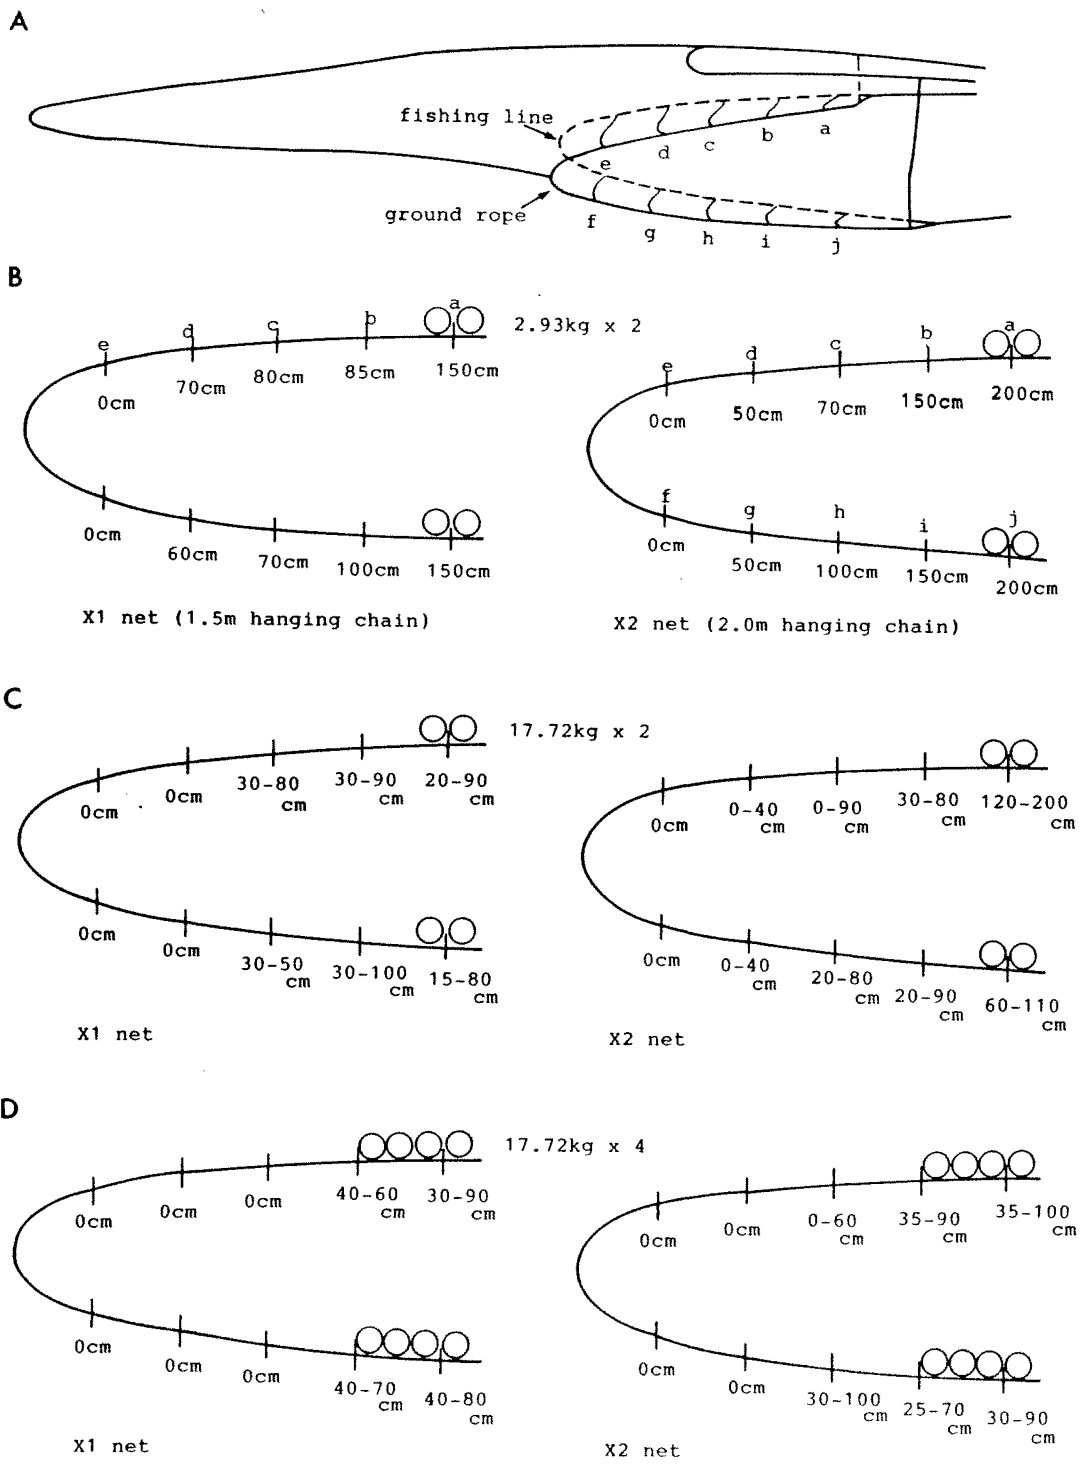 A
fishing line
a
b
c
d
e
ground rope
f
g
h
i
j
B
e
d
c
b
a
2.93kg x 2
0cm
70cm
80cm
85cm
150cm
0cm
60cm
70cm
100cm
150cm
X1 net (1.5m hanging chain)
e
d
c
b
a
0cm
50cm
70cm
150cm
200cm
f
g
h
i
j
0cm
50cm
100cm
150cm
200cm
X2 net (2.0m hanging chain)
C
17.72kg x 2
0cm
0cm
30-80
cm
30-90
cm
20-90
cm
0cm
0cm
30-50
cm
30-100
cm
15-80
cm
X1 net
0cm
0-40
cm
0-90
cm
30-80
cm
120-200
cm
0cm
0-40
cm
20-80
cm
20-90
cm
60-110
cm
X2 net
D
17.72kg x 4
0cm
0cm
0cm
40-60
cm
30-90
cm
0cm
0cm
0cm
40-70
cm
40-80
cm
X1 net
0cm
0cm
0-60
cm
35-90
cm
35-100
cm
0cm
0cm
30-100
cm
25-70
cm
30-90
cm
X2 net